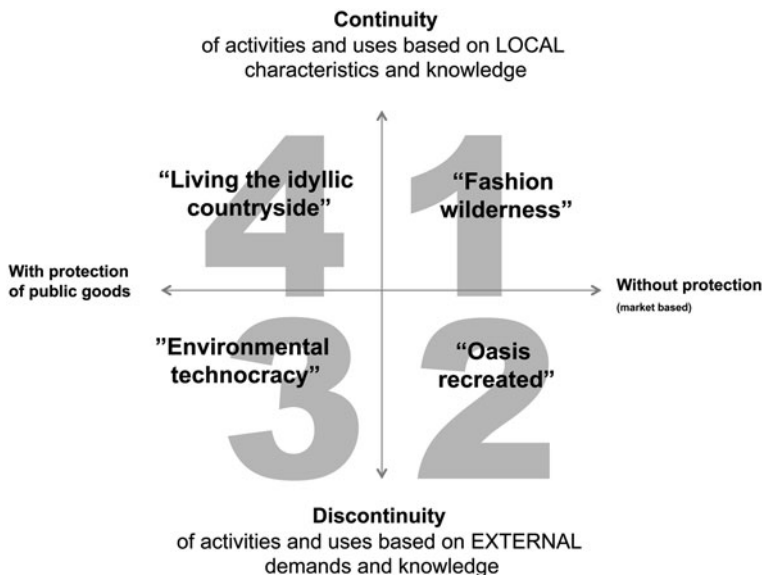 Continuity
of activities and uses based on LOCAL
characteristics and knowledge
4
1
“Living the idyllic
countryside”
“Fashion
wilderness”
With protection
of public goods
Without protection
(market based)
3
2
”Environmental
technocracy”
“Oasis
recreated”
Discontinuity
of activities and uses based on EXTERNAL
demands and knowledge